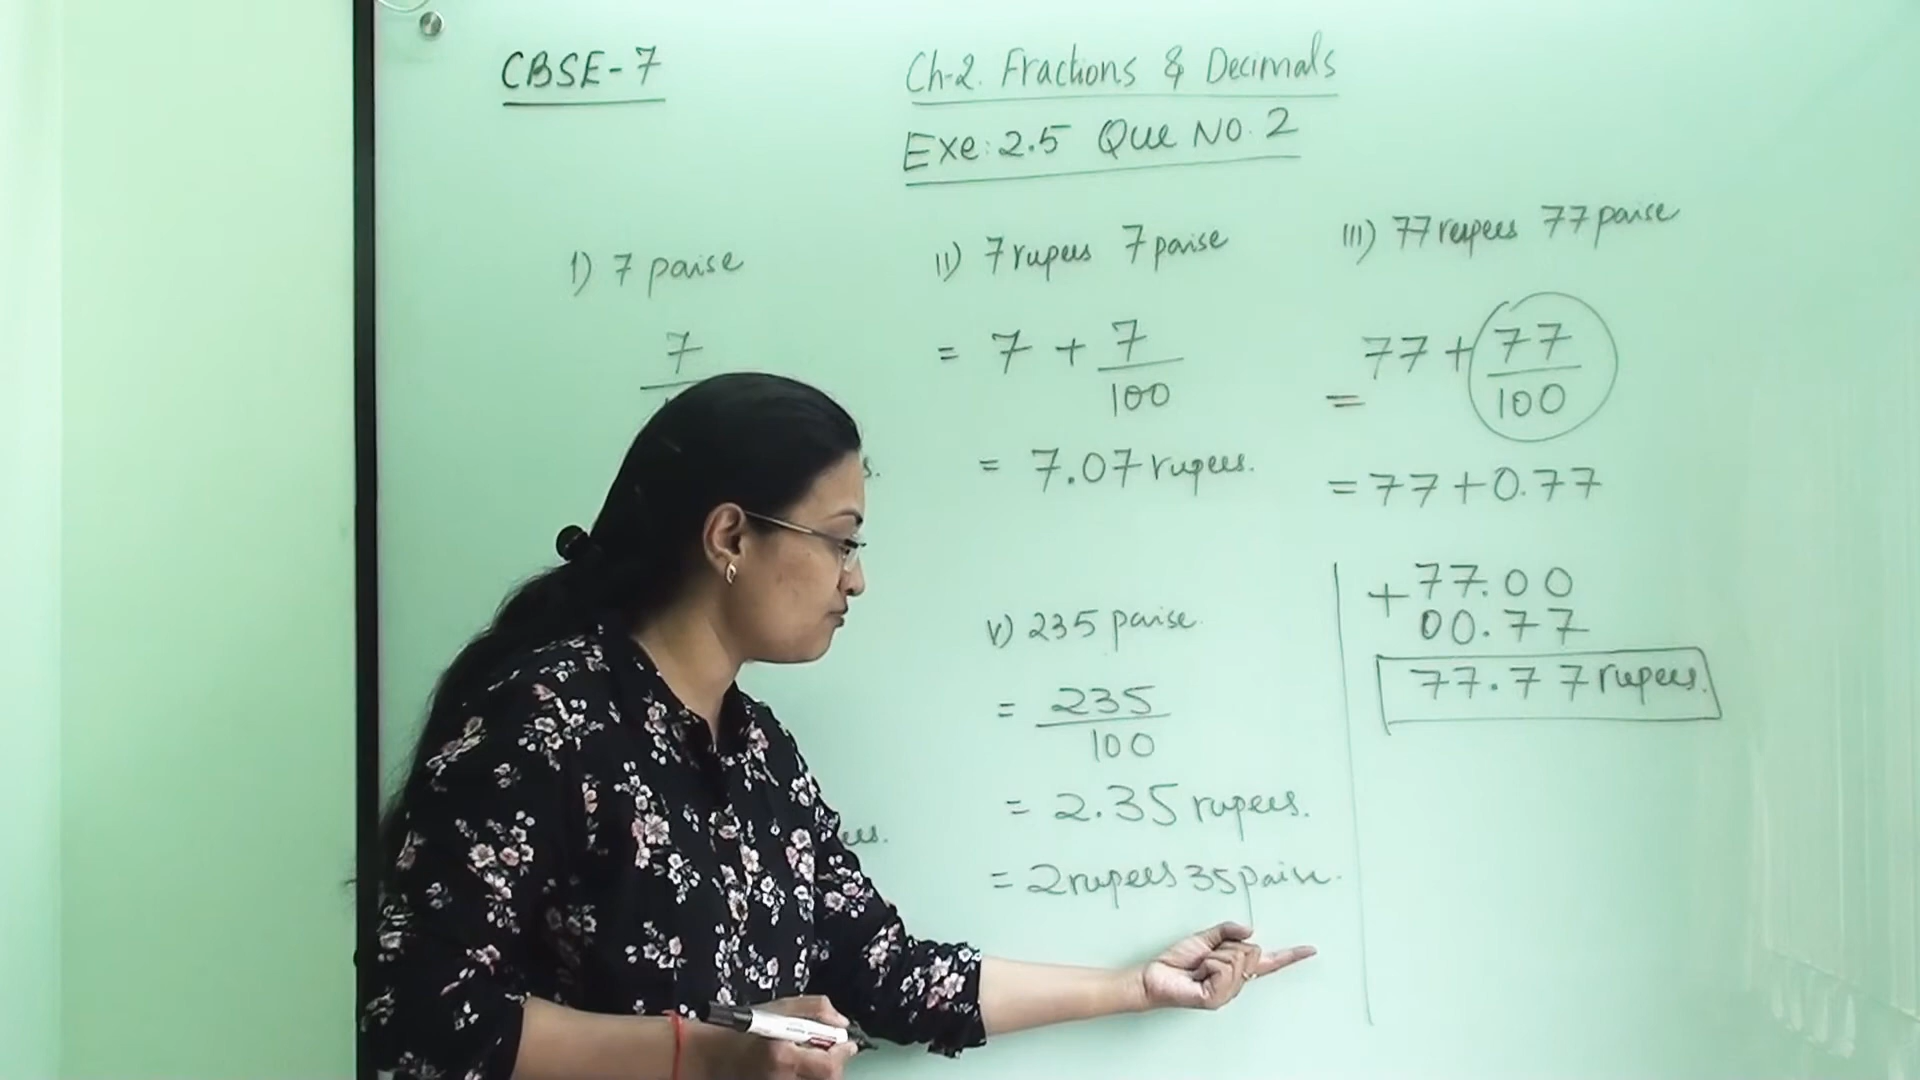 CBSE-7
Ch-2. Fractions & Decimals
Exe: 2.5 Que NO. 2
I) 7 paise
7
II) 7 rupees 7 paise
= 7 + 7/100
= 7.07 rupees.
III) 77 rupees 77 paise
= 77 + 77/100
= 77 + 0.77
+ 77.00
00.77
77.77 rupees.
V) 235 paise.
= 235/100
= 2.35 rupees.
= 2 rupees 35 paise.